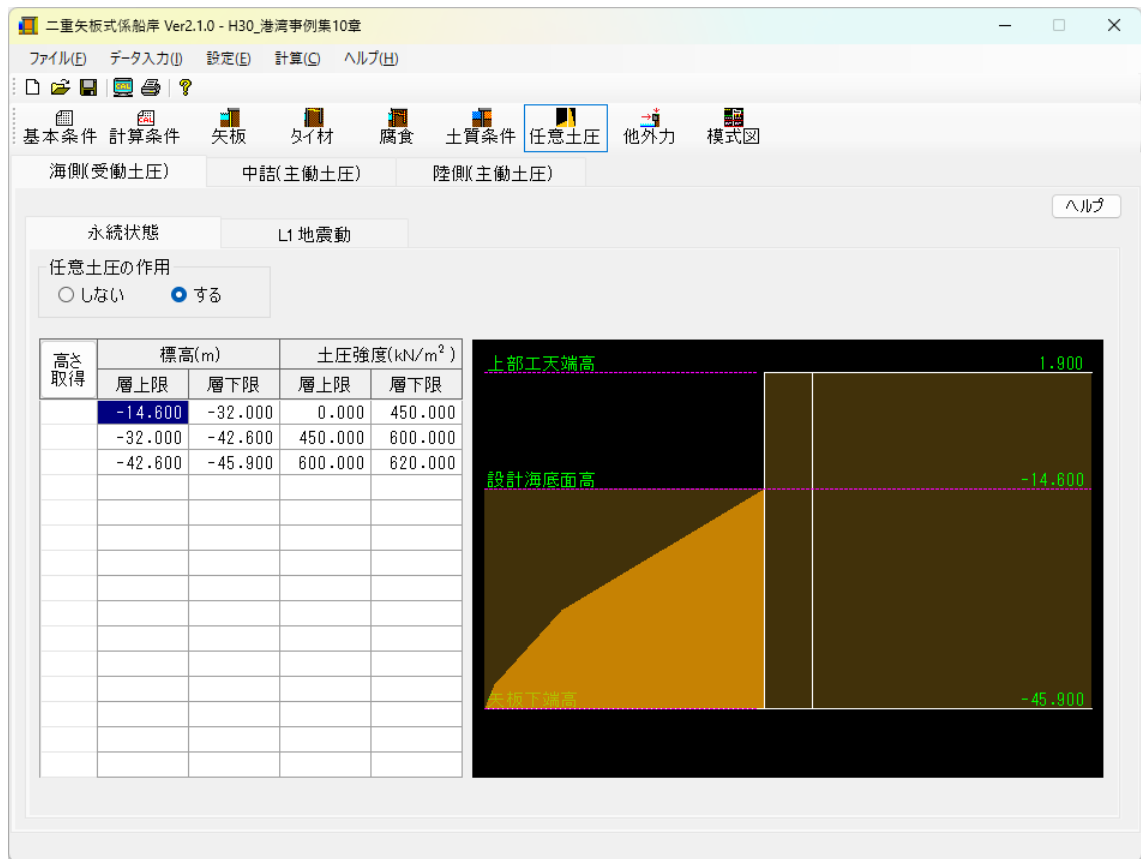 二重矢板式係船岸 Ver2.1.0 - H30_港湾事例集10章
ファイル(F) データ入力(I) 設定(E) 計算(C) ヘルプ(H)
基本条件 計算条件 矢板 タイ材 腐食 土質条件 任意土圧 他外力 模式図
海側(受働土圧) 中詰(主働土圧) 陸側(主働土圧)
ヘルプ
永続状態 L1地震動
任意土圧の作用
しない する
高さ取得 標高(m) 土圧強度(kN/m²)
層上限 層下限 層上限 層下限
-14.600 -32.000 0.000 450.000
-32.000 -42.600 450.000 600.000
-42.600 -45.900 600.000 620.000
上部工天端高 1.900
設計海底面高 -14.600
矢板下端高 -45.900